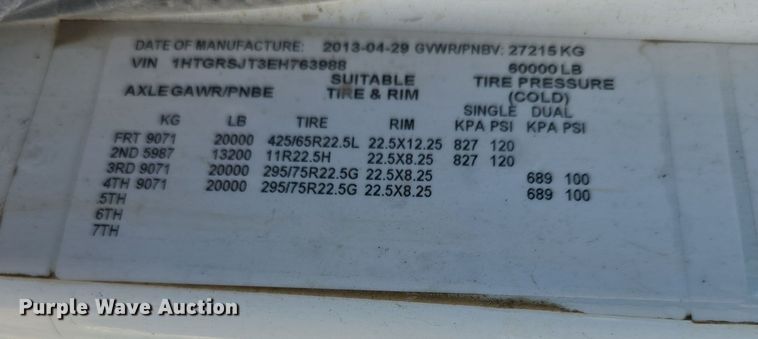 DATE OF MANUFACTURE: 2013-04-29 GVWR/PNBV: 27215 KG
VIN 1HTGRSJT3EH763988 60000 LB
AXLE GAWR/PNBE SUITABLE TIRE & RIM TIRE PRESSURE (COLD)
SINGLE DUAL
KG LB TIRE RIM KPA PSI KPA PSI
FRT 9071 20000 425/65R22.5L 22.5X12.25 827 120
2ND 5987 13200 11R22.5H 22.5X8.25 827 120
3RD 9071 20000 295/75R22.5G 22.5X8.25 689 100
4TH 9071 20000 295/75R22.5G 22.5X8.25 689 100
5TH
6TH
7TH
Purple Wave Auction